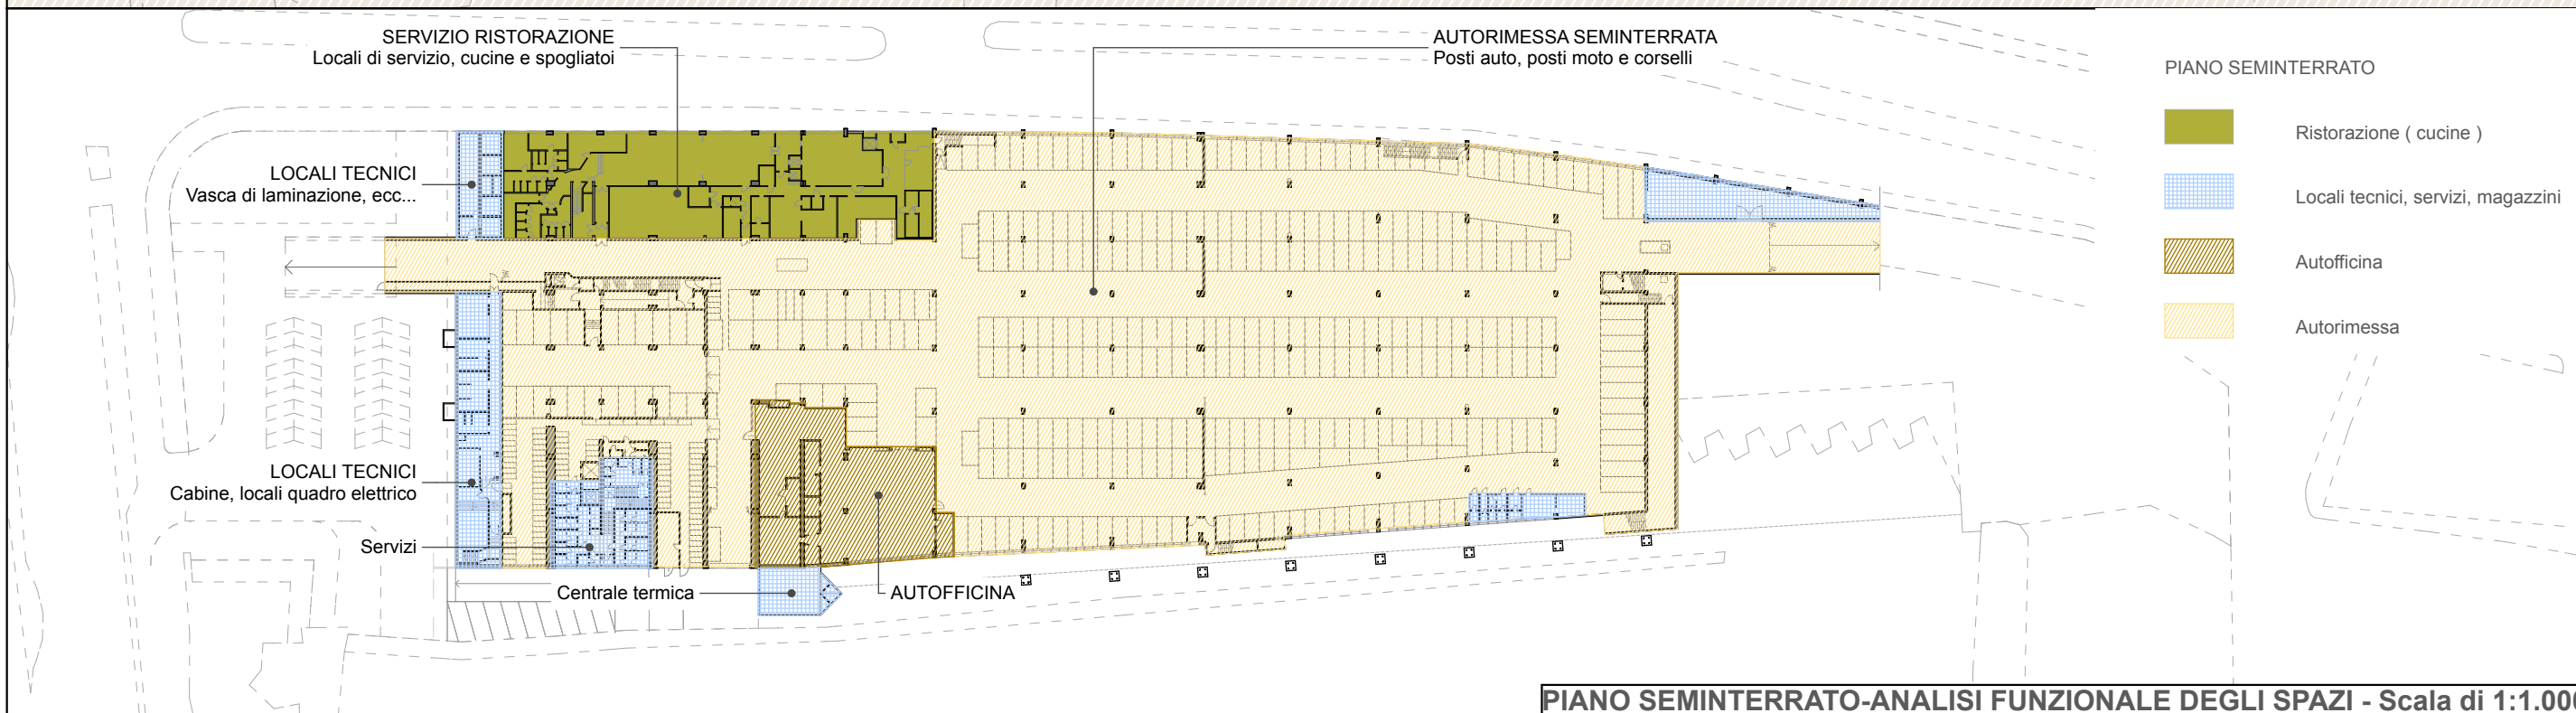 SERVIZIO RISTORAZIONE
Locali di servizio, cucine e spogliatoi
AUTORIMESSA SEMINTERRATA
Posti auto, posti moto e corselli
LOCALI TECNICI
Vasca di laminazione, ecc...
LOCALI TECNICI
Cabine, locali quadro elettrico
Servizi
Centrale termica
AUTOFFICINA
PIANO SEMINTERRATO
Ristorazione ( cucine )
Locali tecnici, servizi, magazzini
Autofficina
Autorimessa
PIANO SEMINTERRATO-ANALISI FUNZIONALE DEGLI SPAZI - Scala di 1:1.00